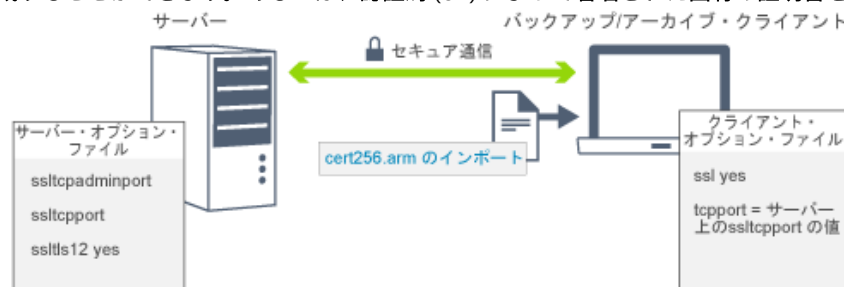 サーバー
バックアップ/アーカイブ・クライアント
セキュア通信
サーバー・オプション・
ファイル
ssltcpadminport
ssltcpport
ssltls12 yes
cert256.arm のインポート
クライアント・
オプション・ファイル
ssl yes
tcpport = サーバー
上のssltcpport の値